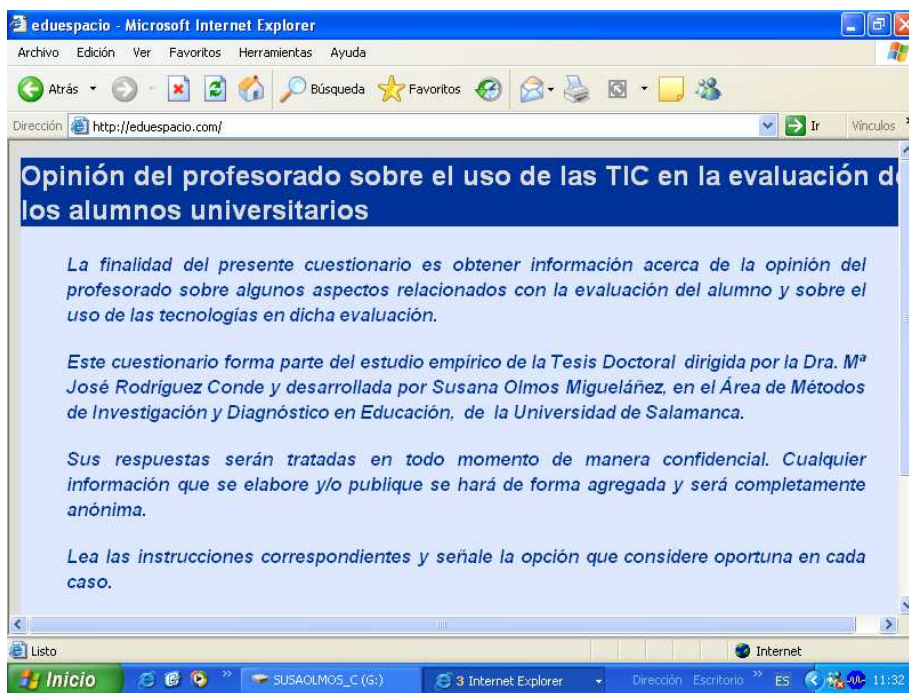 eduespacio - Microsoft Internet Explorer
Archivo Edición Ver Favoritos Herramientas Ayuda
Atrás Búsqueda Favoritos
Dirección http://eduespacio.com/ Ir Vínculos
Opinión del profesorado sobre el uso de las TIC en la evaluación de
los alumnos universitarios
La finalidad del presente cuestionario es obtener información acerca de la opinión del
profesorado sobre algunos aspectos relacionados con la evaluación del alumno y sobre el
uso de las tecnologías en dicha evaluación.
Este cuestionario forma parte del estudio empírico de la Tesis Doctoral dirigida por la Dra. Mª
José Rodríguez Conde y desarrollada por Susana Olmos Migueláñez, en el Área de Métodos
de Investigación y Diagnóstico en Educación, de la Universidad de Salamanca.
Sus respuestas serán tratadas en todo momento de manera confidencial. Cualquier
información que se elabore y/o publique se hará de forma agregada y será completamente
anónima.
Lea las instrucciones correspondientes y señale la opción que considere oportuna en cada
caso.
Listo Internet
Inicio » SUSAOLMOS_C (G:) 3 Internet Explorer Dirección Escritorio » ES 11:32